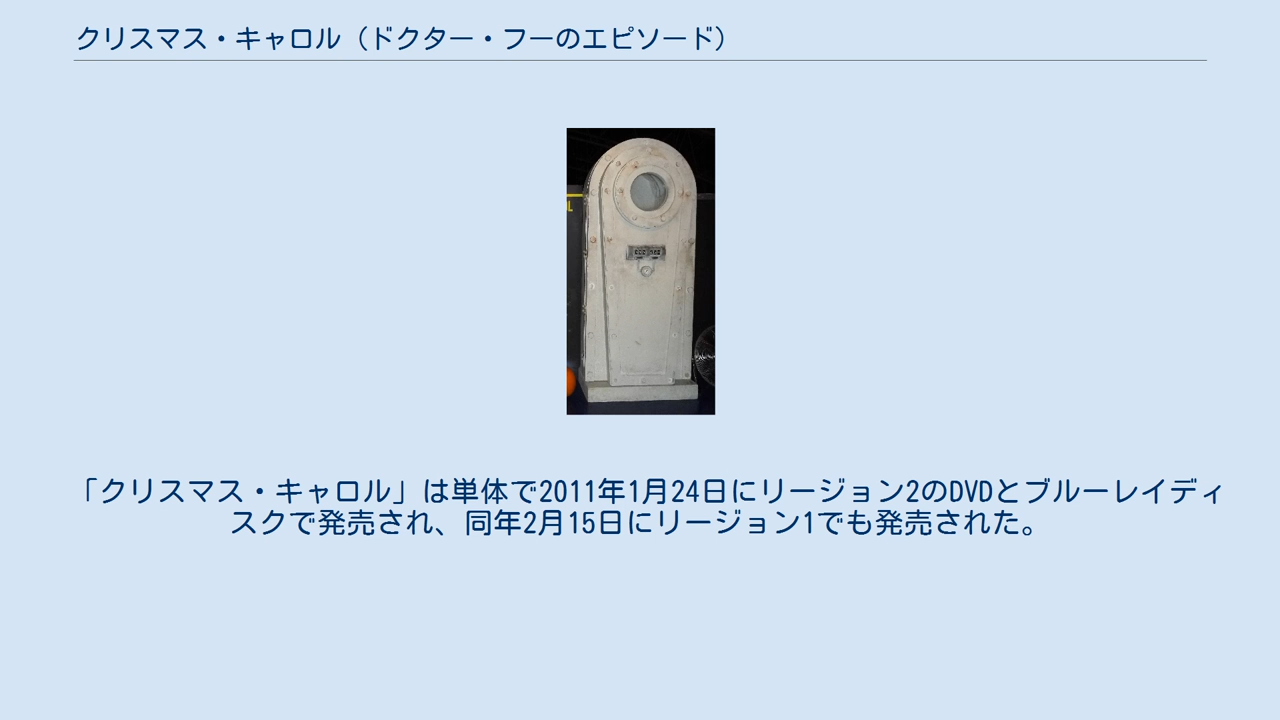 クリスマス・キャロル（ドクター・フーのエピソード）
「クリスマス・キャロル」は単体で2011年1月24日にリージョン2のDVDとブルーレイディ
スクで発売され、同年2月15日にリージョン1でも発売された。